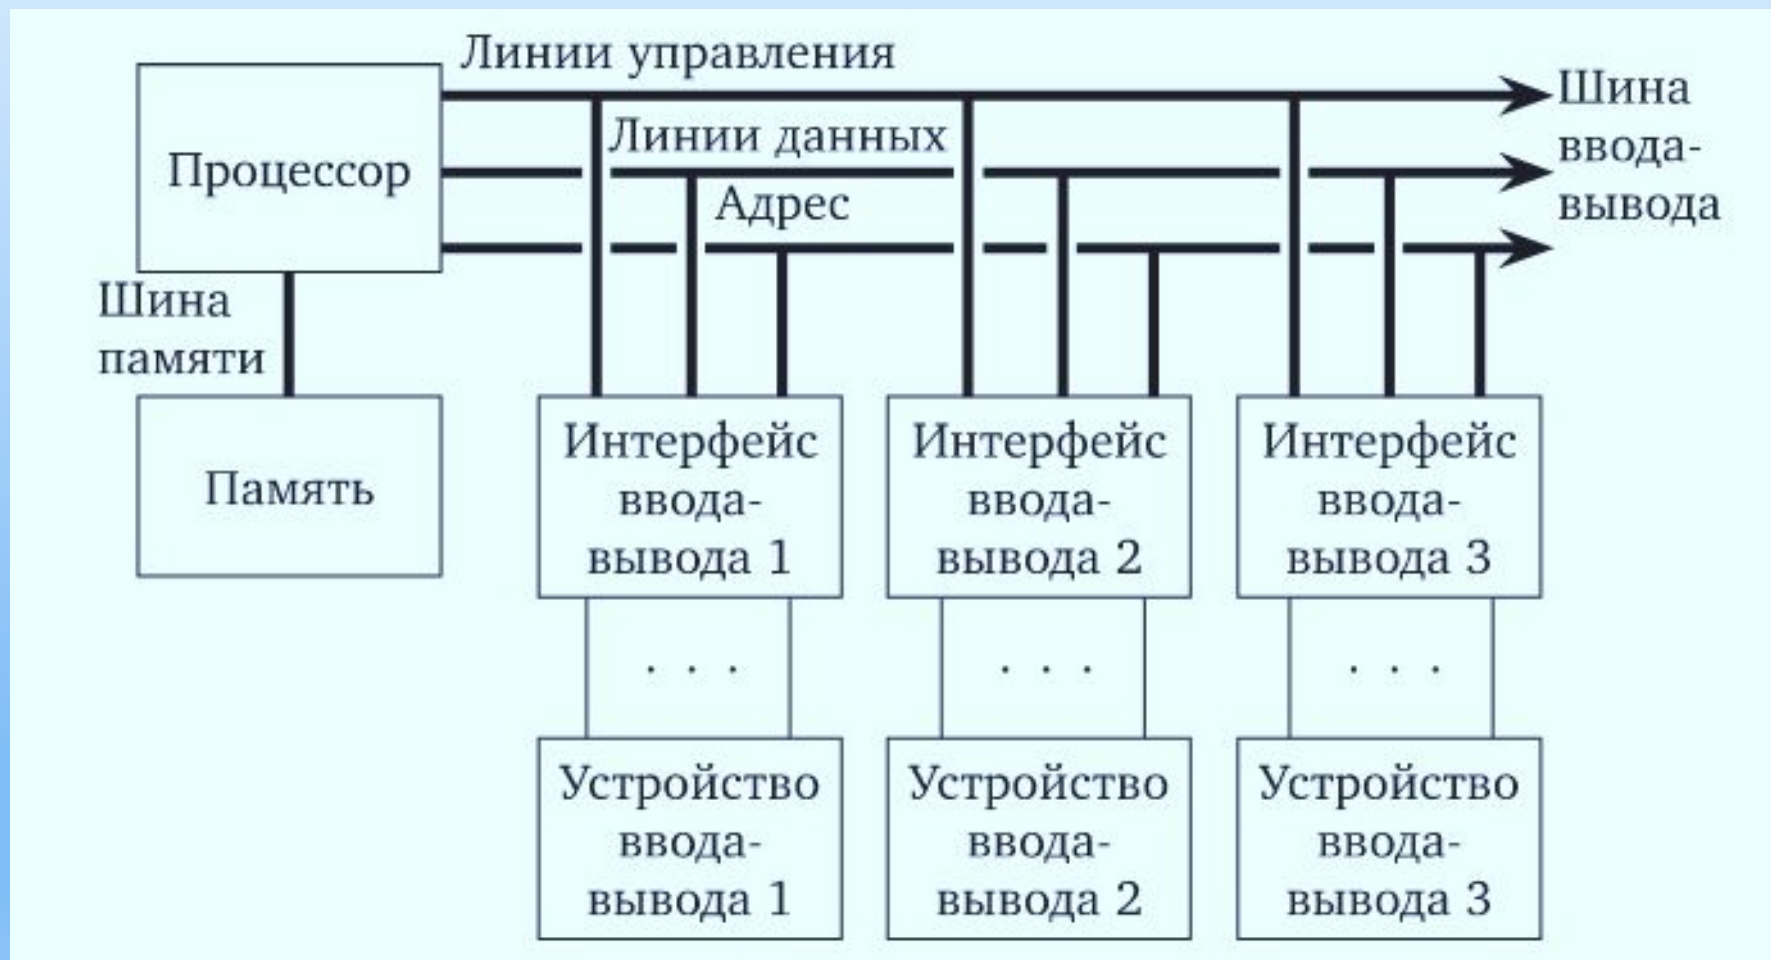 Линии управления
Шина
ввода-
вывода
Линии данных
Процессор
Адрес
Шина
памяти
Память
Интерфейс
ввода-
вывода 1
Интерфейс
ввода-
вывода 2
Интерфейс
ввода-
вывода 3
. . .
. . .
. . .
Устройство
ввода-
вывода 1
Устройство
ввода-
вывода 2
Устройство
ввода-
вывода 3